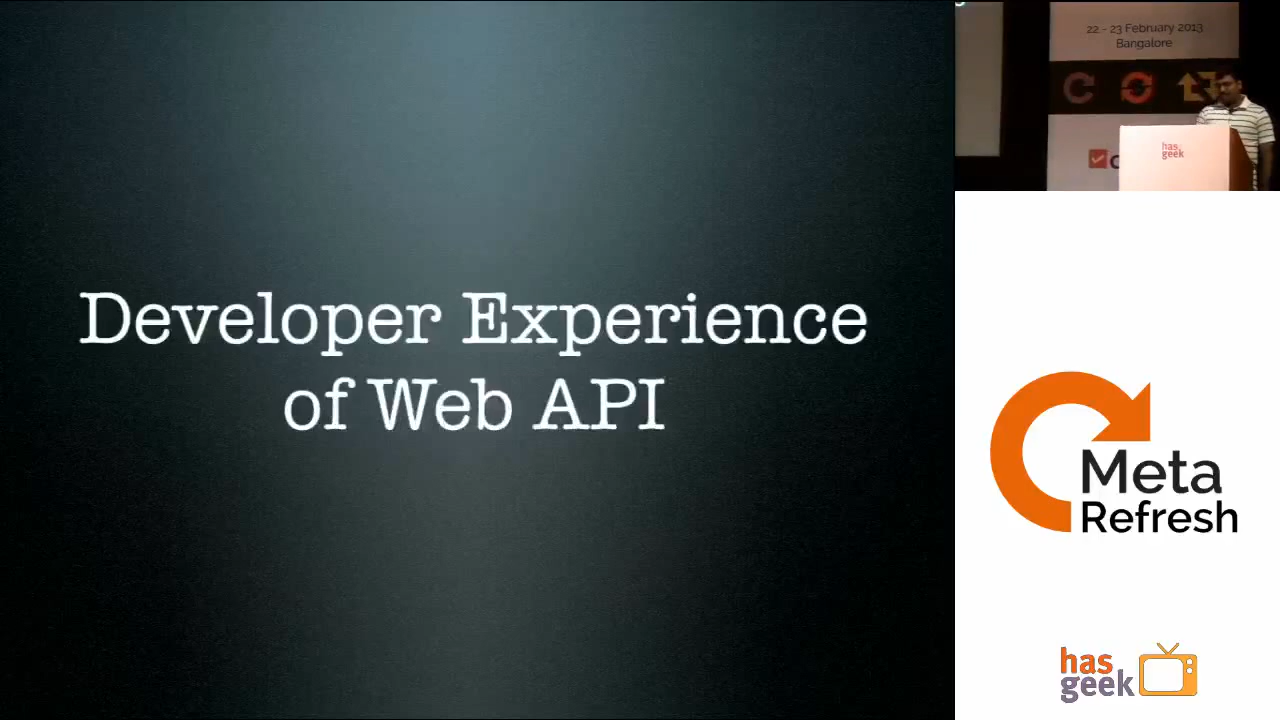 Developer Experience
of Web API
22 - 23 February 2013
Bangalore
has
geek
Meta
Refresh
has
geek